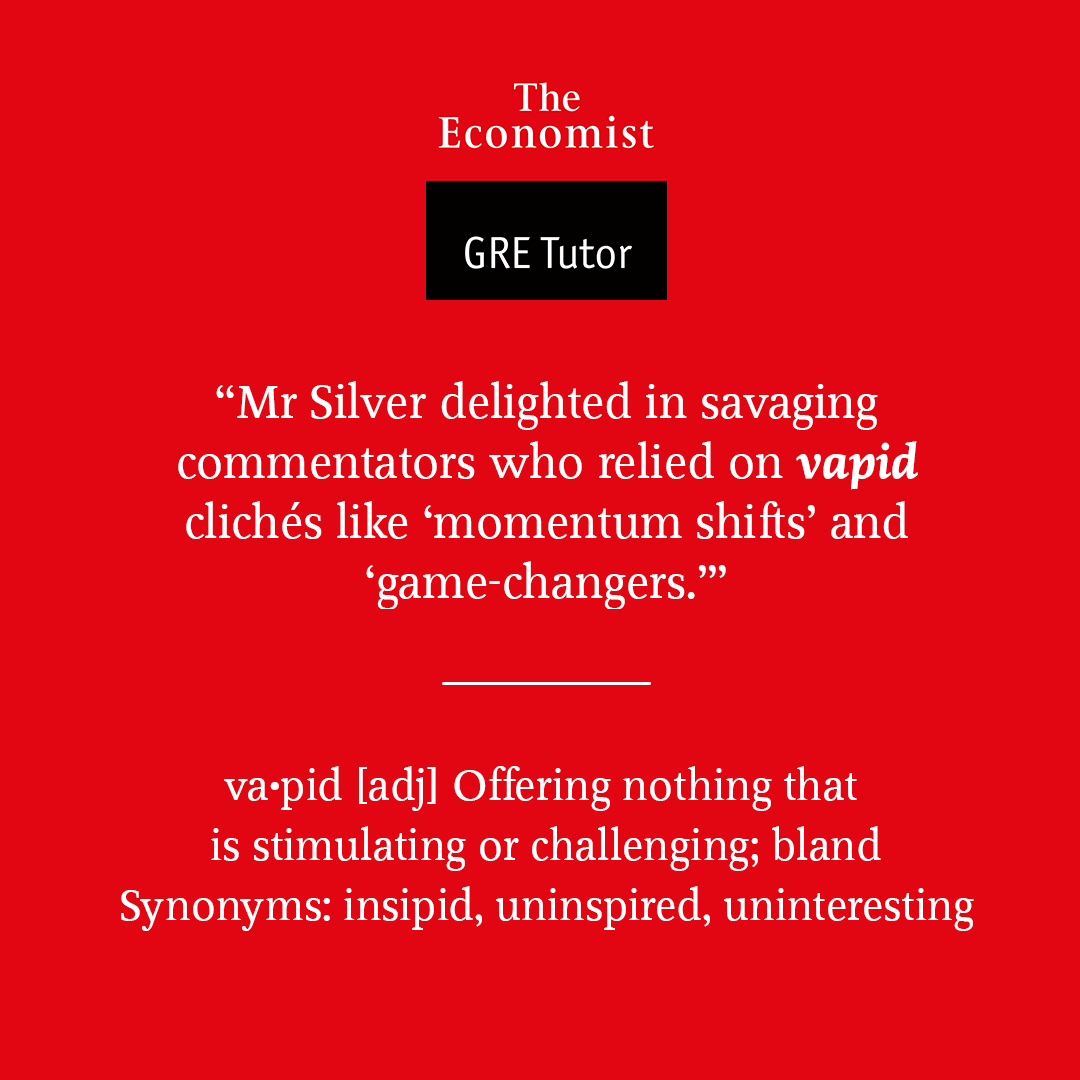 The
Economist
GRE Tutor
“Mr Silver delighted in savaging
commentators who relied on vapid
clichés like ‘momentum shifts’ and
‘game-changers.”’
va•pid [adj] Offering nothing that
is stimulating or challenging; bland
Synonyms: insipid, uninspired, uninteresting